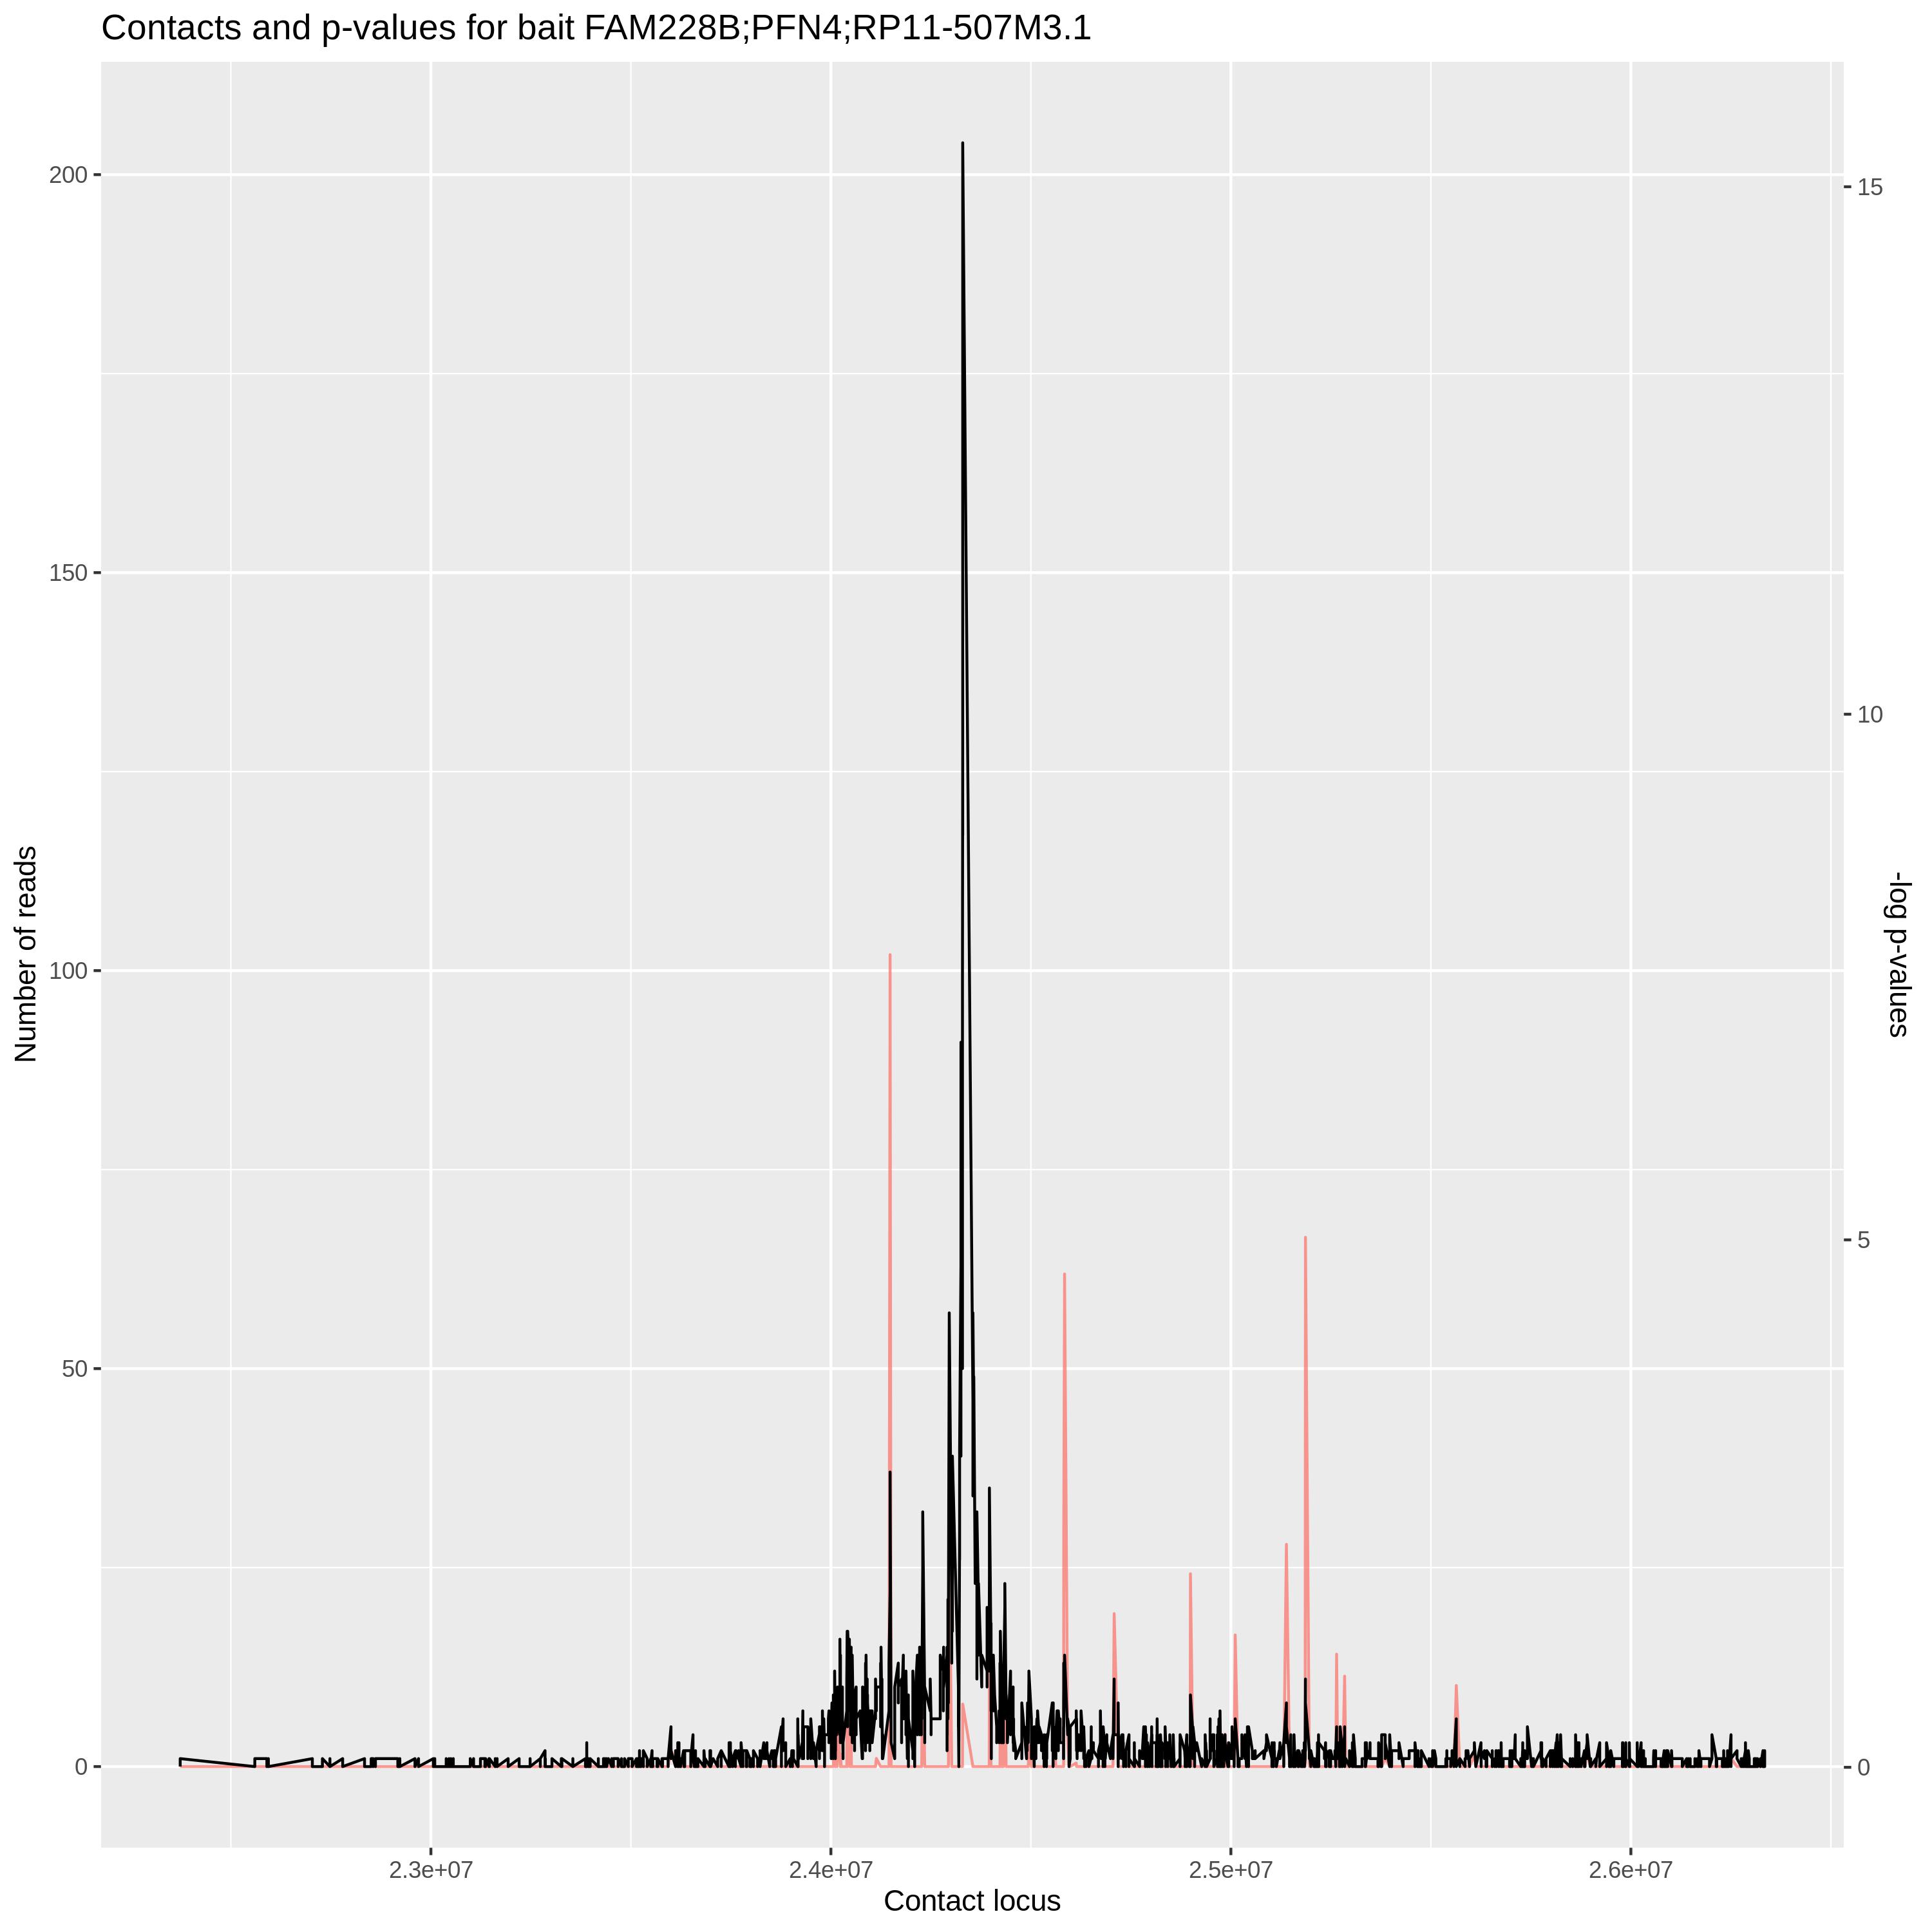 Contacts and p-values for bait FAM228B;PFN4;RP11-507M3.1
Number of reads
200
150
100
50
0
15
10
5
0
-log p-values
2.3e+07
2.4e+07
2.5e+07
2.6e+07
Contact locus